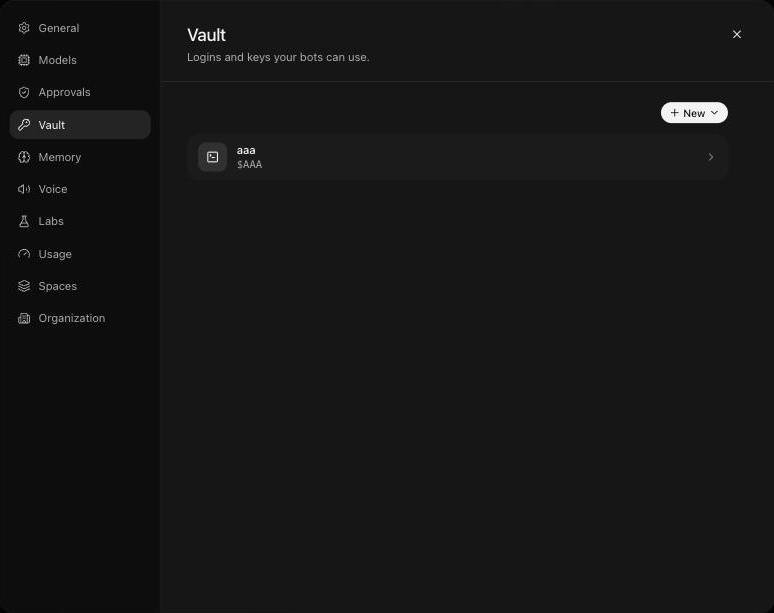 General
Models
Approvals
Vault
Memory
Voice
Labs
Usage
Spaces
Organization
Vault
Logins and keys your bots can use.
New
aaa
$AAA